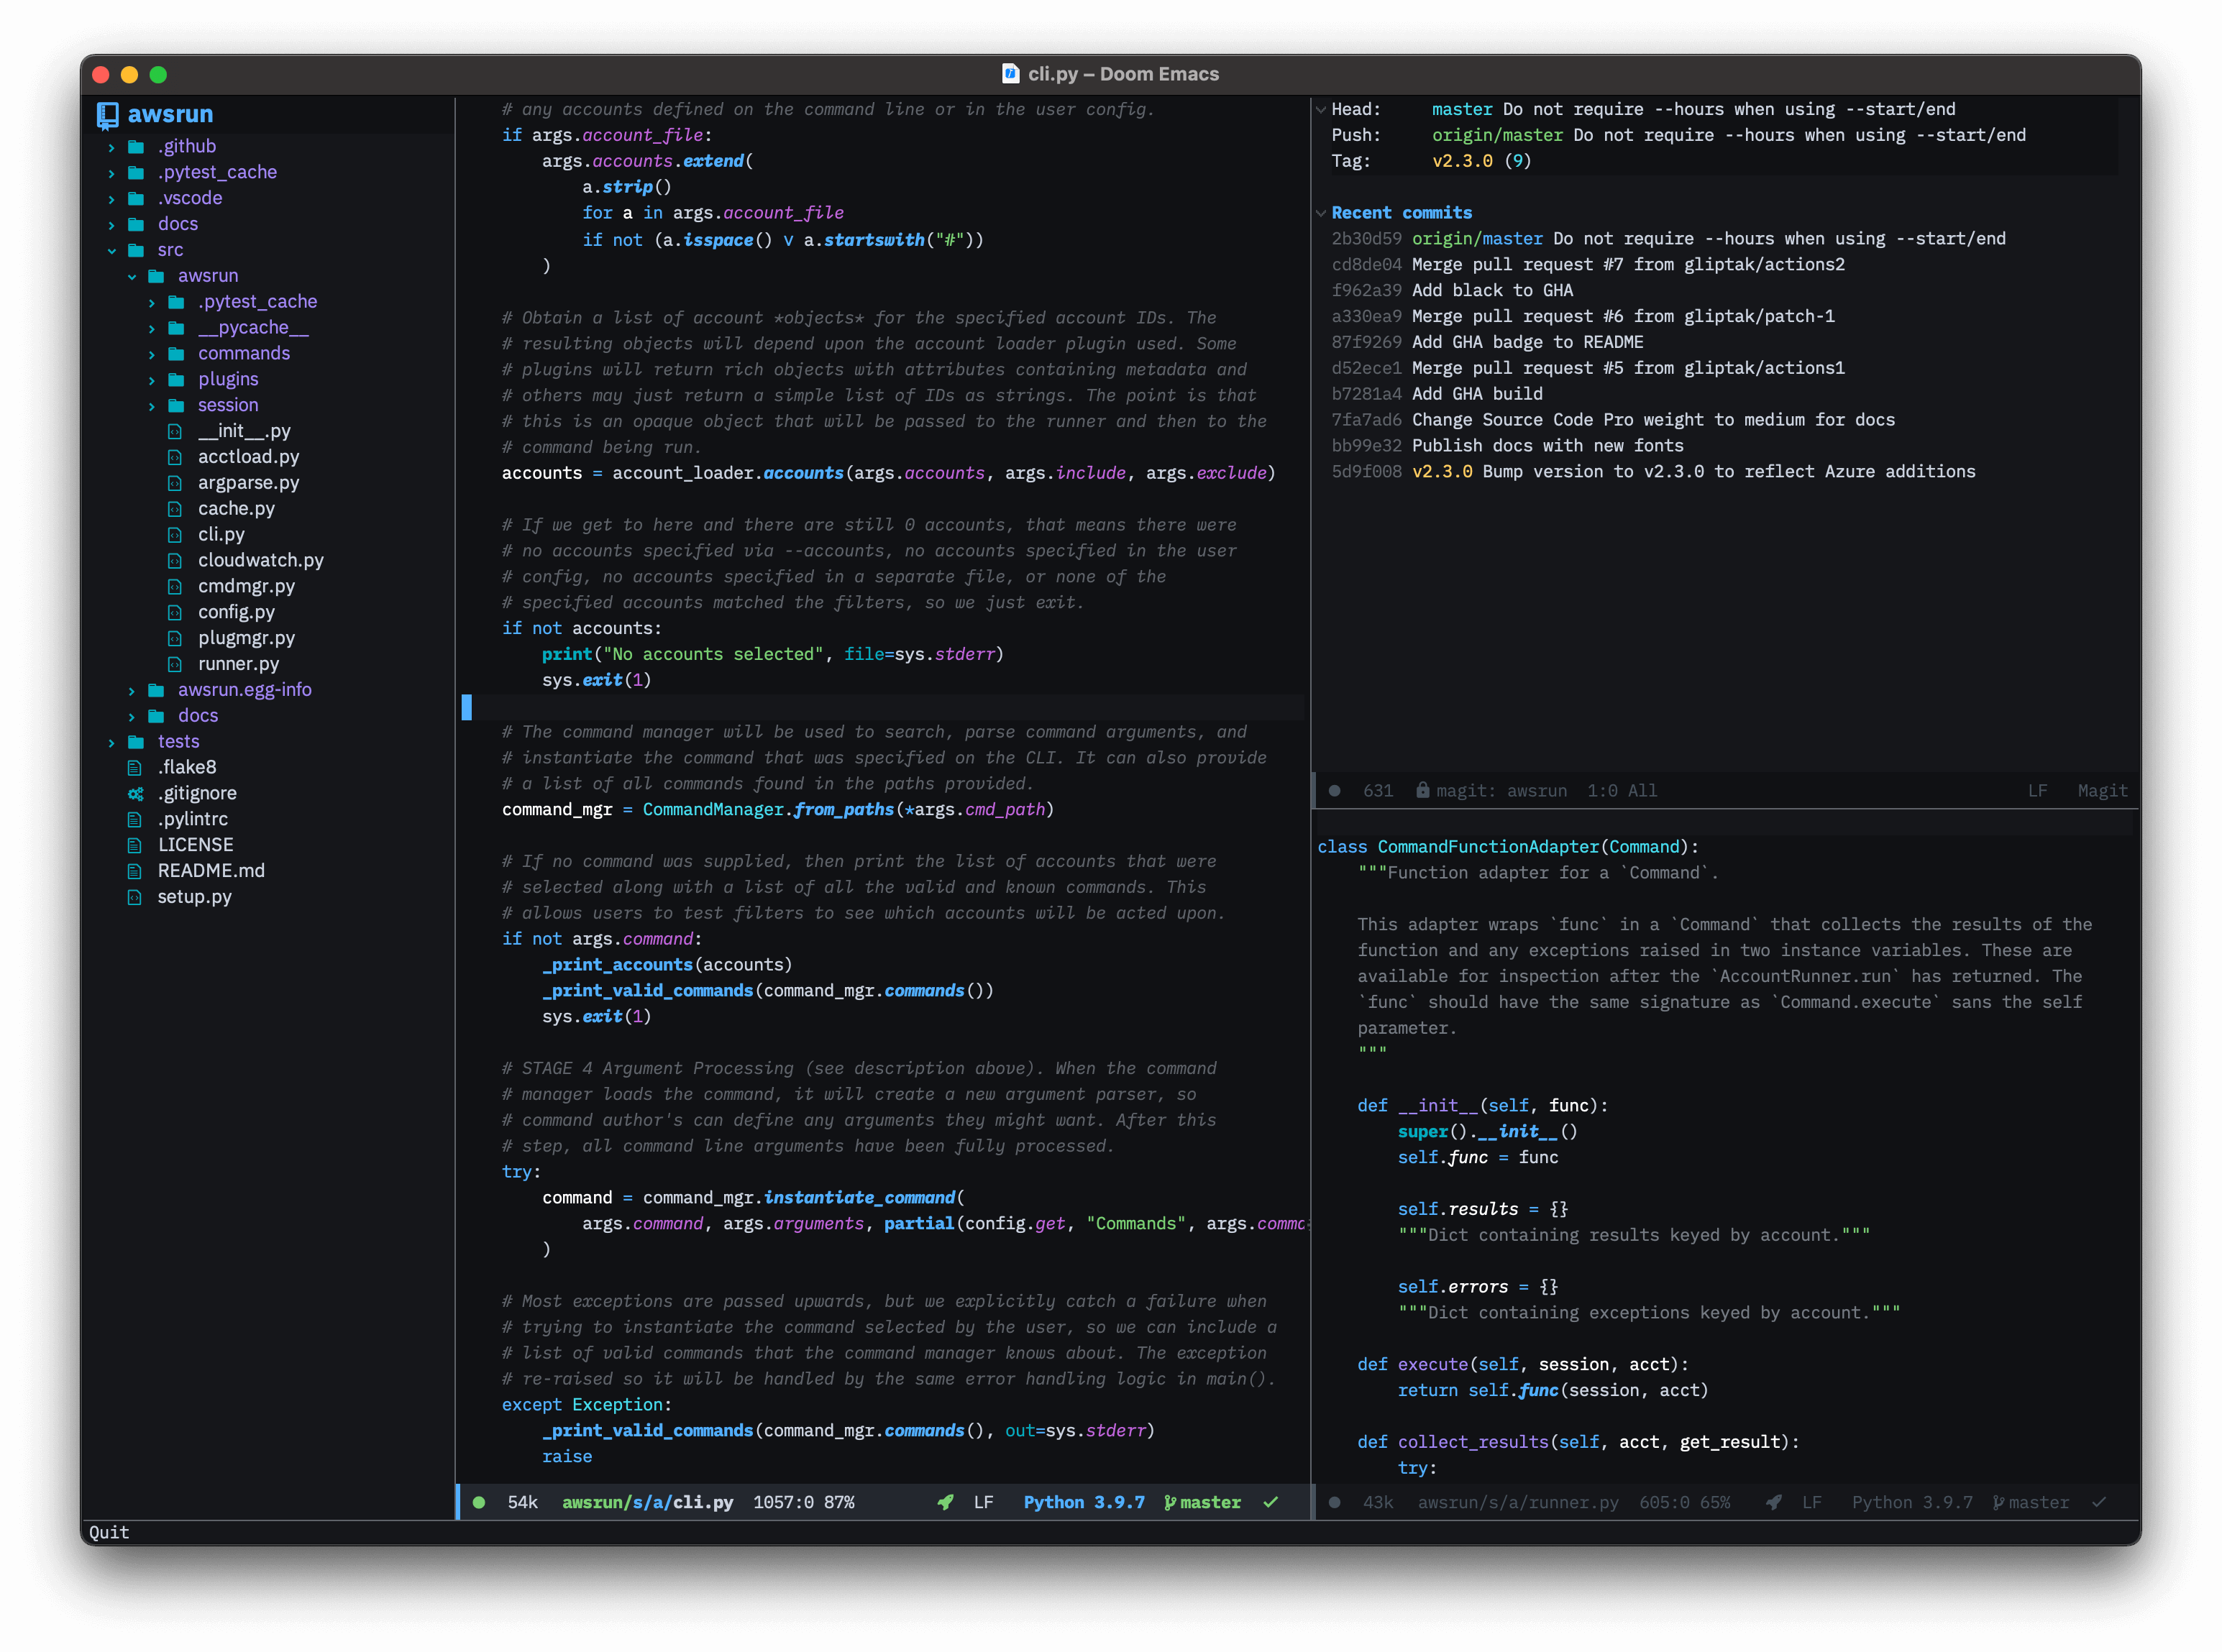 cli.py – Doom Emacs
awsrun
.github
.pytest_cache
.vscode
docs
src
awsrun
.pytest_cache
__pycache__
commands
plugins
session
__init__.py
acctload.py
argparse.py
cache.py
cli.py
cloudwatch.py
cmdmgr.py
config.py
plugmgr.py
runner.py
awsrun.egg-info
docs
tests
.flake8
.gitignore
.pylintrc
LICENSE
README.md
setup.py
# any accounts defined on the command line or in the user config.
if args.account_file:
    args.accounts.extend(
        a.strip()
        for a in args.account_file
        if not (a.isspace() ∨ a.startswith("#"))
    )

# Obtain a list of account *objects* for the specified account IDs. The
# resulting objects will depend upon the account loader plugin used. Some
# plugins will return rich objects with attributes containing metadata and
# others may just return a simple list of IDs as strings. The point is that
# this is an opaque object that will be passed to the runner and then to the
# command being run.
accounts = account_loader.accounts(args.accounts, args.include, args.exclude)

# If we get to here and there are still 0 accounts, that means there were
# no accounts specified via --accounts, no accounts specified in the user
# config, no accounts specified in a separate file, or none of the
# specified accounts matched the filters, so we just exit.
if not accounts:
    print("No accounts selected", file=sys.stderr)
    sys.exit(1)

# The command manager will be used to search, parse command arguments, and
# instantiate the command that was specified on the CLI. It can also provide
# a list of all commands found in the paths provided.
command_mgr = CommandManager.from_paths(*args.cmd_path)

# If no command was supplied, then print the list of accounts that were
# selected along with a list of all the valid and known commands. This
# allows users to test filters to see which accounts will be acted upon.
if not args.command:
    _print_accounts(accounts)
    _print_valid_commands(command_mgr.commands())
    sys.exit(1)

# STAGE 4 Argument Processing (see description above). When the command
# manager loads the command, it will create a new argument parser, so
# command author's can define any arguments they might want. After this
# step, all command line arguments have been fully processed.
try:
    command = command_mgr.instantiate_command(
        args.command, args.arguments, partial(config.get, "Commands", args.
    )

# Most exceptions are passed upwards, but we explicitly catch a failure when
# trying to instantiate the command selected by the user, so we can include a
# list of valid commands that the command manager knows about. The exception
# re-raised so it will be handled by the same error handling logic in main().
except Exception:
    _print_valid_commands(command_mgr.commands(), out=sys.stderr)
    raise
54k awsrun/s/a/cli.py 1057:0 87% LF Python 3.9.7 master
Head: master Do not require --hours when using --start/end
Push: origin/master Do not require --hours when using --start/end
Tag: v2.3.0 (9)

Recent commits
2b30d59 origin/master Do not require --hours when using --start/end
cd8de04 Merge pull request #7 from gliptak/actions2
f962a39 Add black to GHA
a330ea9 Merge pull request #6 from gliptak/patch-1
87f9269 Add GHA badge to README
d52ece1 Merge pull request #5 from gliptak/actions1
b7281a4 Add GHA build
7fa7ad6 Change Source Code Pro weight to medium for docs
bb99e32 Publish docs with new fonts
5d9f008 v2.3.0 Bump version to v2.3.0 to reflect Azure additions
631 magit: awsrun 1:0 All LF Magit
class CommandFunctionAdapter(Command):
    """Function adapter for a `Command`.

    This adapter wraps `func` in a `Command` that collects the results of the
    function and any exceptions raised in two instance variables. These are
    available for inspection after the `AccountRunner.run` has returned. The
    `func` should have the same signature as `Command.execute` sans the self
    parameter.
    """

    def __init__(self, func):
        super().__init__()
        self.func = func

        self.results = {}
        """Dict containing results keyed by account."""

        self.errors = {}
        """Dict containing exceptions keyed by account."""

    def execute(self, session, acct):
        return self.func(session, acct)

    def collect_results(self, acct, get_result):
        try:
43k awsrun/s/a/runner.py 605:0 65% LF Python 3.9.7 master
Quit